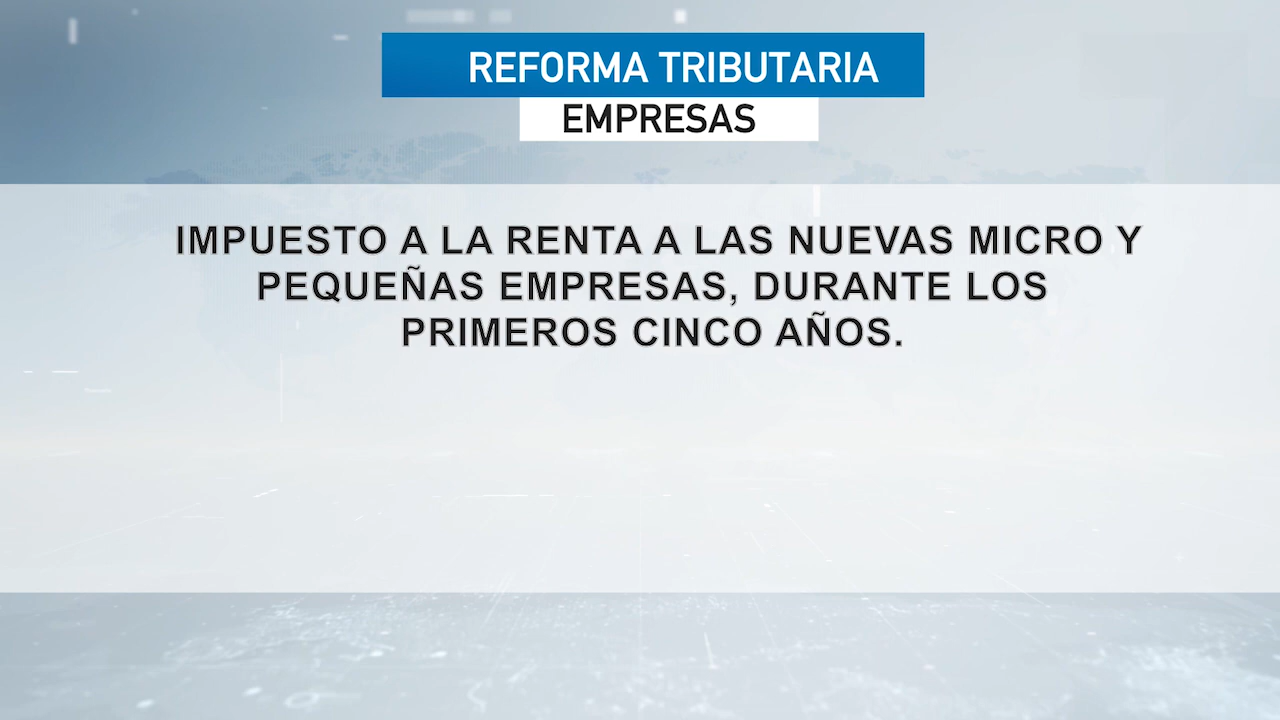 REFORMA TRIBUTARIA
EMPRESAS
IMPUESTO A LA RENTA A LAS NUEVAS MICRO Y
PEQUEÑAS EMPRESAS, DURANTE LOS
PRIMEROS CINCO AÑOS.